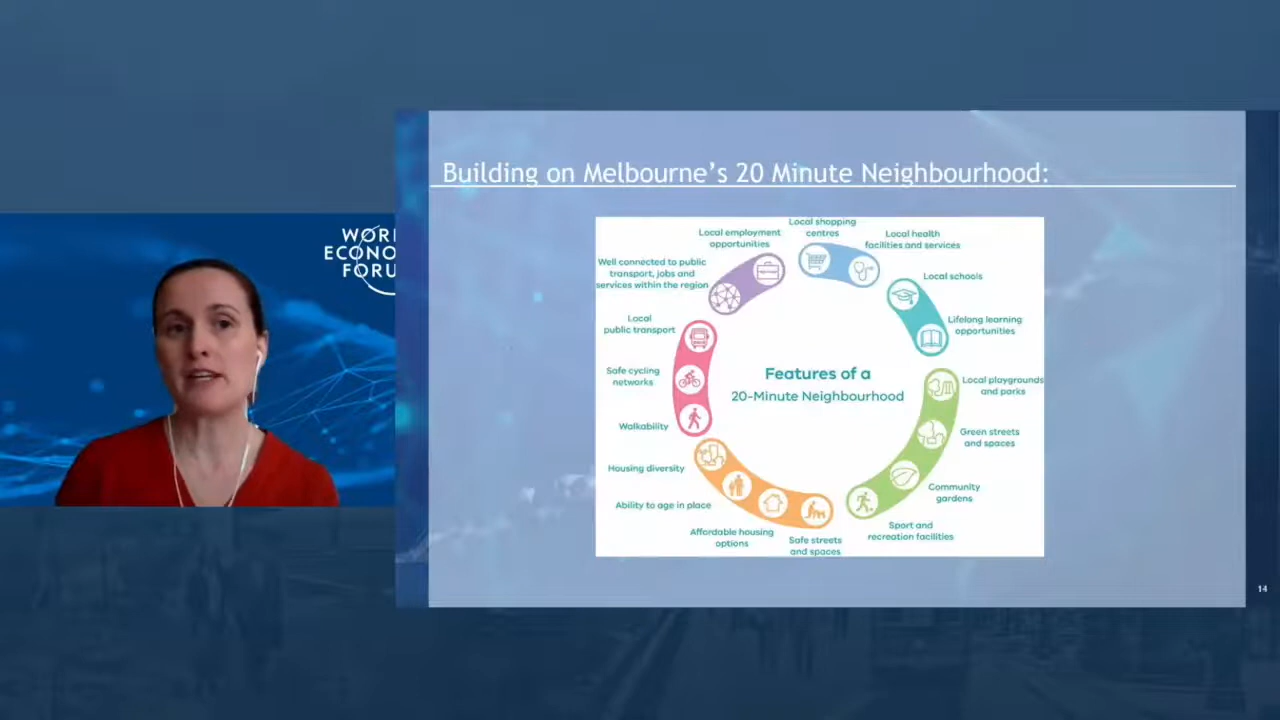 WORL
ECONO
FORU
Building on Melbourne's 20 Minute Neighbourhood:
Local shopping
centres
Local health
facilities and services
Local schools
Lifelong learning
opportunities
Local playgrounds
and parks
Green streets
and spaces
Community
gardens
Sport and
recreation facilities
Safe streets
and spaces
Affordable housing
options
Ability to age in place
Housing diversity
Walkability
Safe cycling
networks
Local
public transport
Well connected to public
transport, jobs and
services within the region
Local employment
opportunities
Features of a
20-Minute Neighbourhood
14